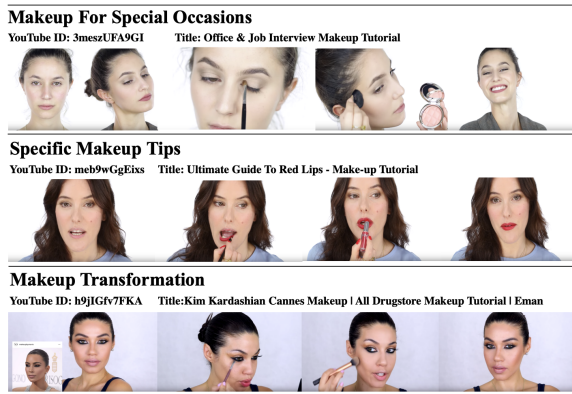 Makeup For Special Occasions
YouTube ID: 3meszUFA9GI Title: Office & Job Interview Makeup Tutorial
Specific Makeup Tips
YouTube ID: meb9wGgEixs Title: Ultimate Guide To Red Lips - Make-up Tutorial
Makeup Transformation
YouTube ID: h9jIGfv7FKA Title:Kim Kardashian Cannes Makeup | All Drugstore Makeup Tutorial | Eman